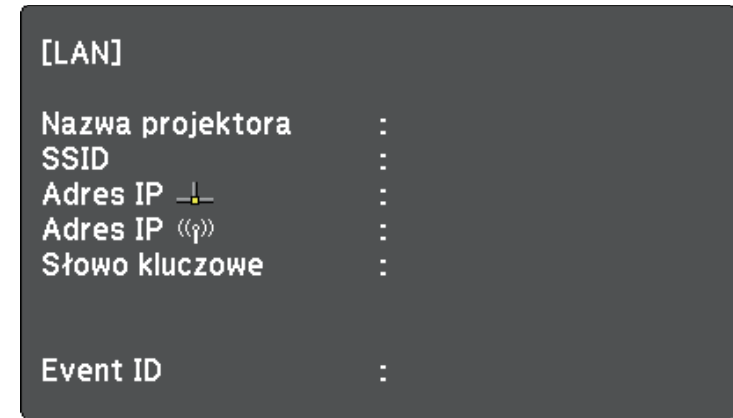 [LAN]
Nazwa projektora :
SSID :
Adres IP :
Adres IP :
Słowo kluczowe :
Event ID :